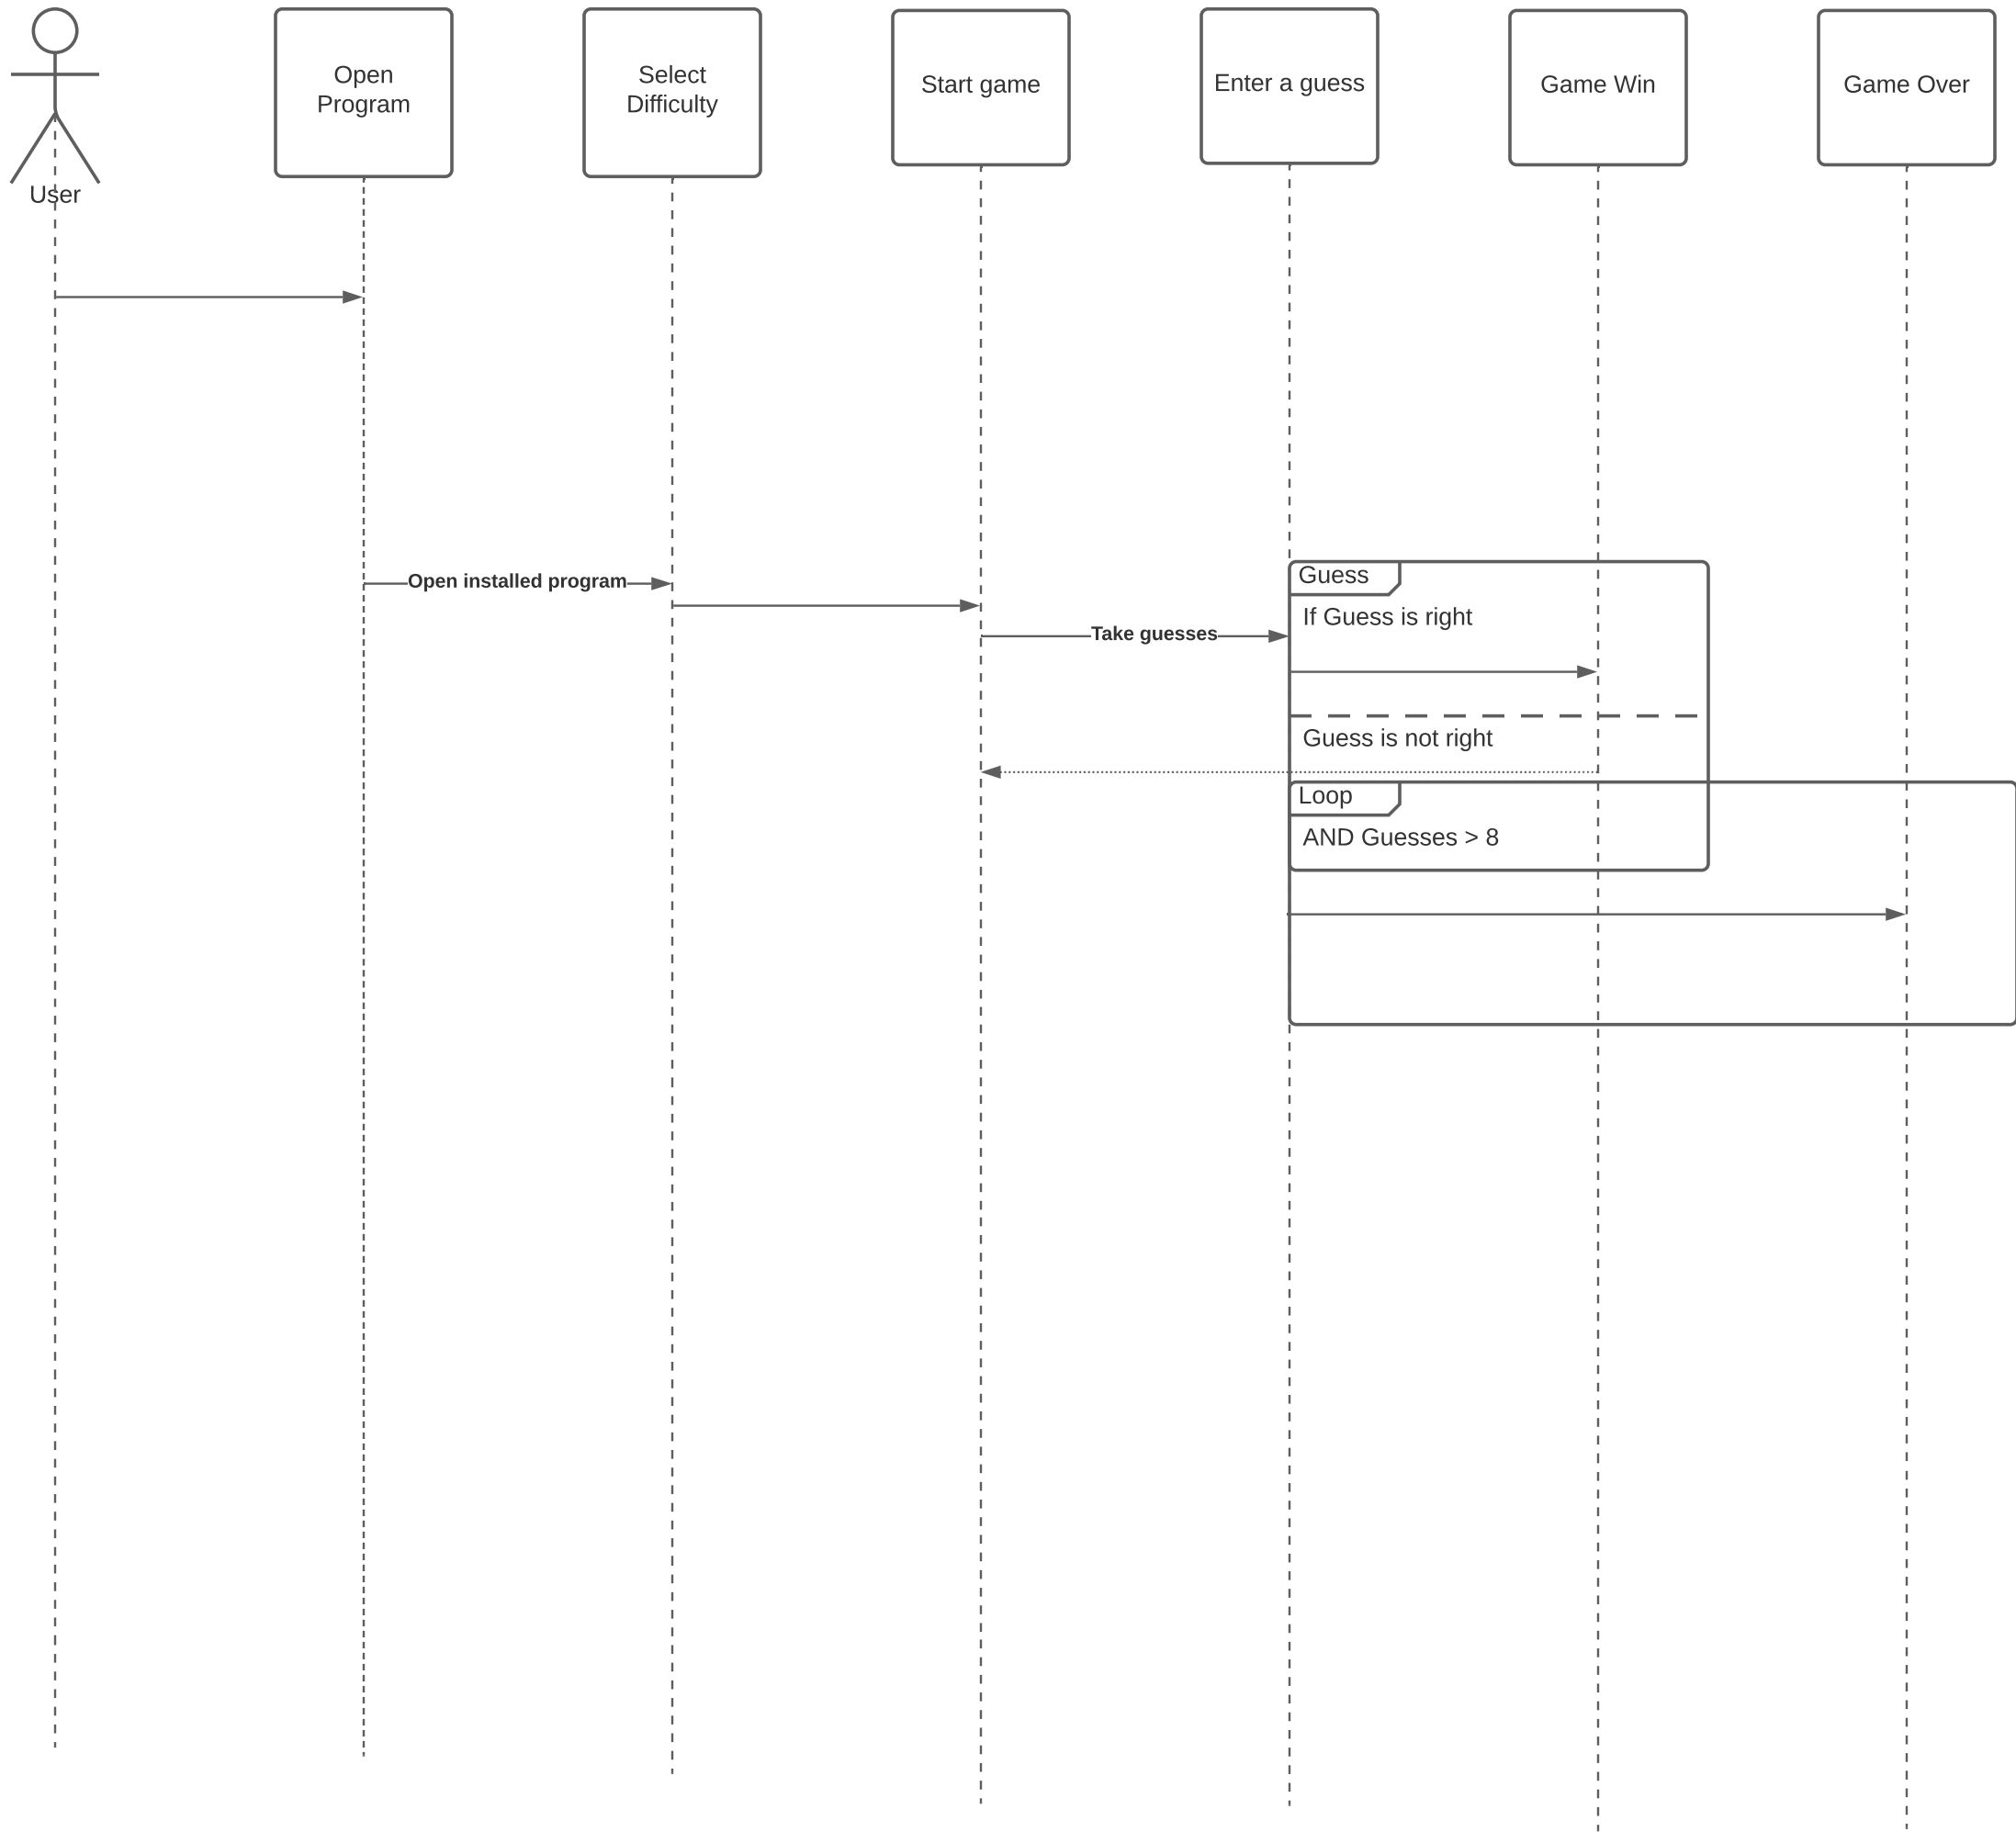 Open
Program
Select
Difficulty
Start game
Enter a guess
Game Win
Game Over
User
Open installed program
Guess
If Guess is right
Take guesses
Guess is not right
Loop
AND Guesses > 8